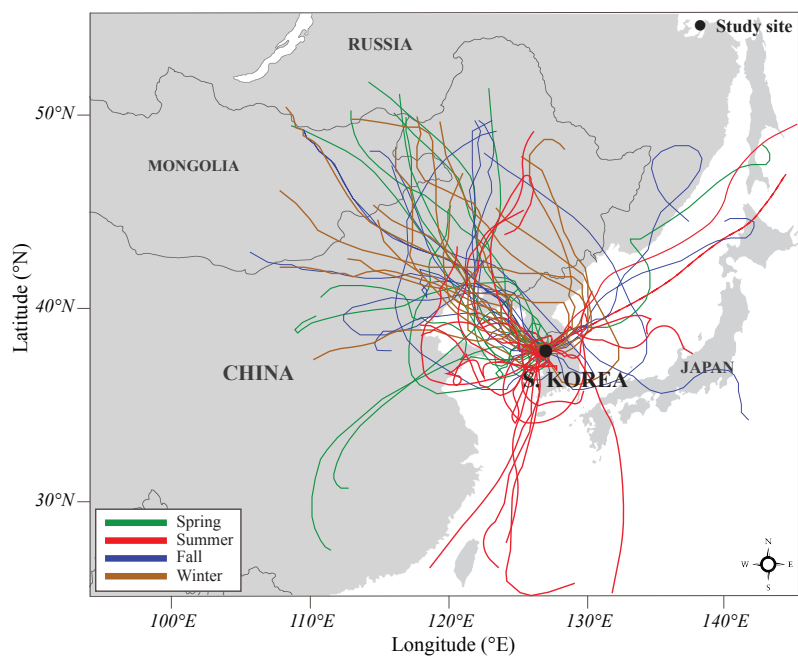 Study site
RUSSIA
50°N
MONGOLIA
40°N
Latitude (°N)
CHINA
S. KOREA
JAPAN
30°N
Spring
Summer
Fall
Winter
N
W E
S
100°E 110°E 120°E 130°E 140°E
Longitude (°E)